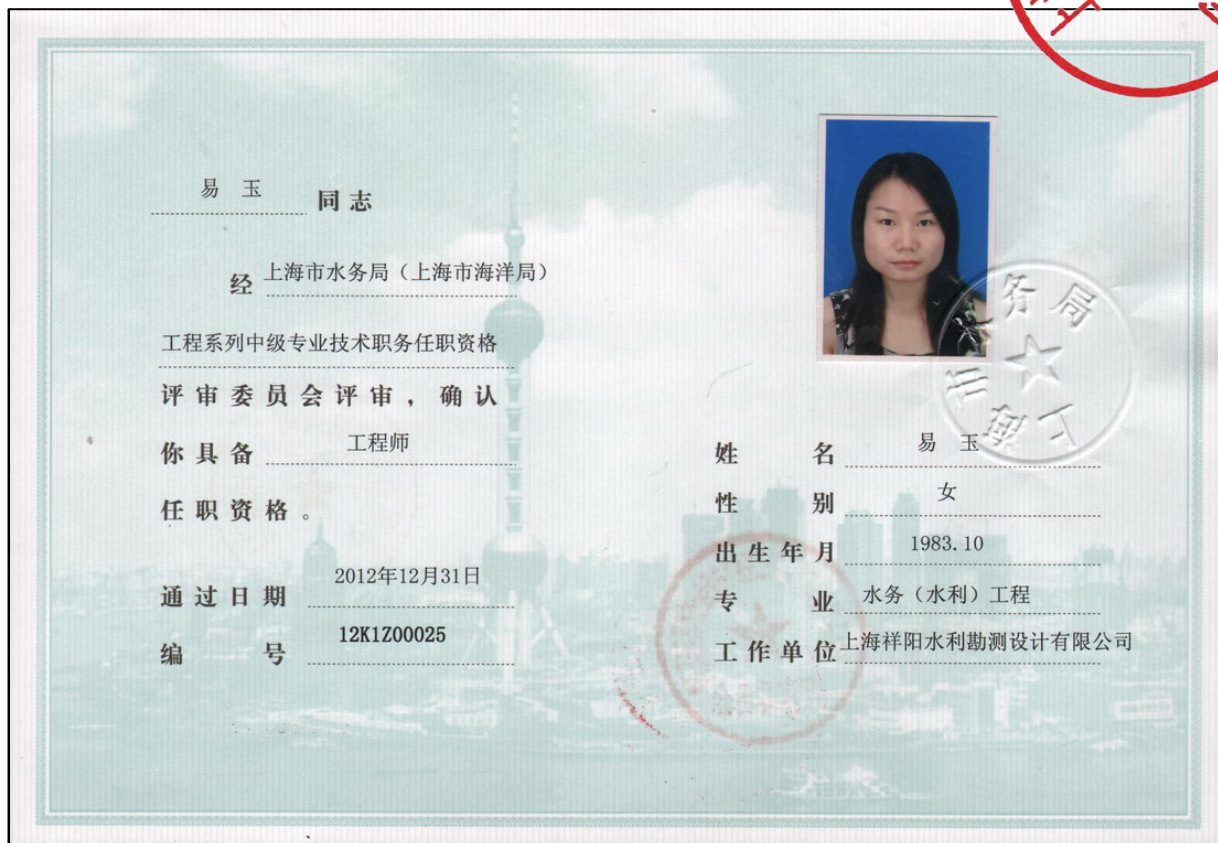 易 玉 同志
经 上海市水务局（上海市海洋局）
工程系列中级专业技术职务任职资格
评审委员会评审，确认
你具备 工程师
任职资格。
通过日期 2012年12月31日
编 号 12K1Z00025
务局
上海市
姓 名 易 玉
性 别 女
出生年月 1983.10
专 业 水务（水利）工程
工作单位 上海祥阳水利勘测设计有限公司